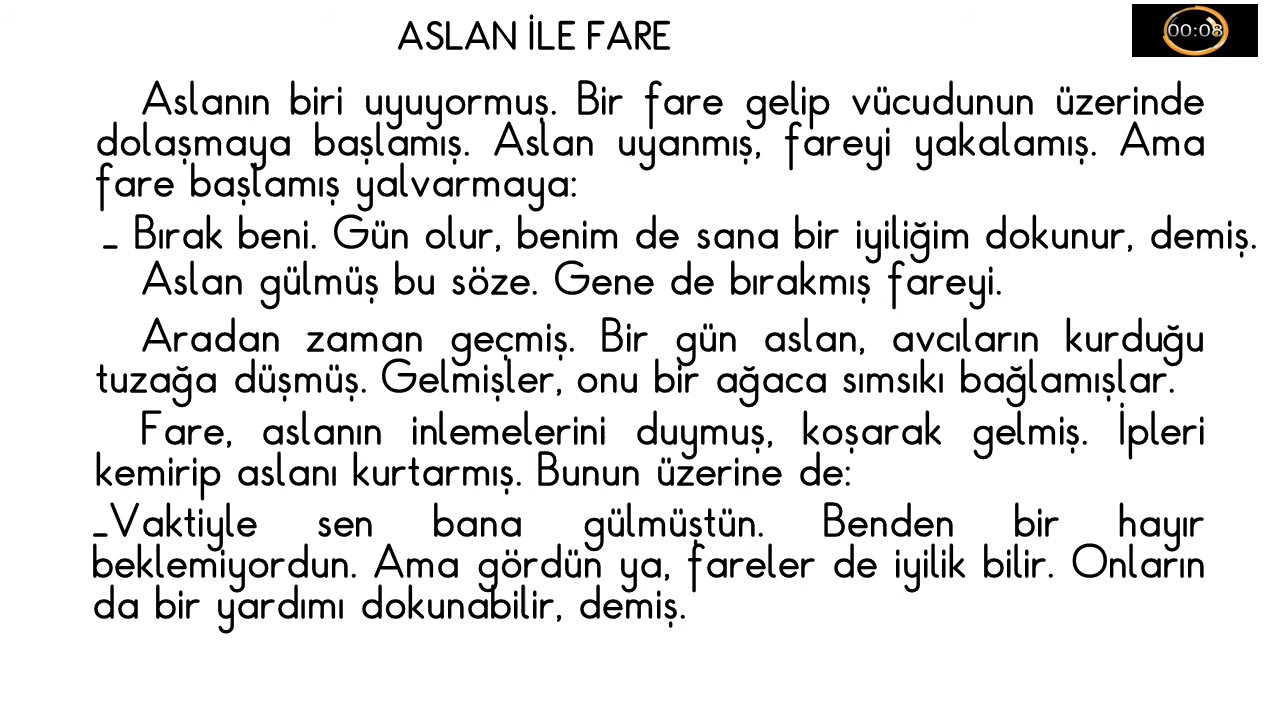 ASLAN İLE FARE
00:08
Aslanın biri uyuyormuş. Bir fare gelip vücudunun üzerinde
dolaşmaya başlamış. Aslan uyanmış, fareyi yakalamış. Ama
fare başlamış yalvarmaya:
_ Bırak beni. Gün olur, benim de sana bir iyiliğim dokunur, demiş.
Aslan gülmüş bu söze. Gene de bırakmış fareyi.
Aradan zaman geçmiş. Bir gün aslan, avcıların kurduğu
tuzağa düşmüş. Gelmişler, onu bir ağaca sımsıkı bağlamışlar.
Fare, aslanın inlemelerini duymuş, koşarak gelmiş. İpleri
kemirip aslanı kurtarmış. Bunun üzerine de:
_Vaktiyle sen bana gülmüştün. Benden bir hayır
beklemiyordun. Ama gördün ya, fareler de iyilik bilir. Onların
da bir yardımı dokunabilir, demiş.